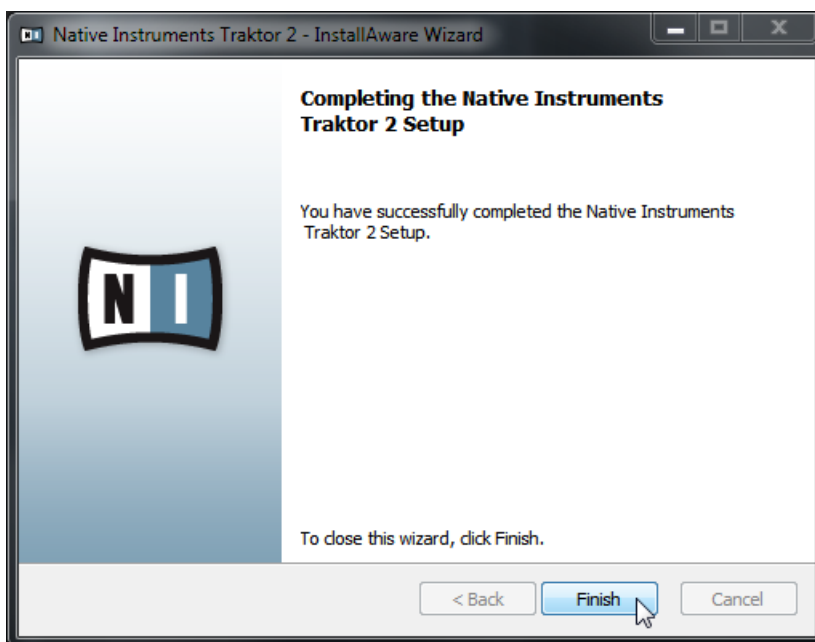 Native Instruments Traktor 2 - InstallAware Wizard
Completing the Native Instruments
Traktor 2 Setup
You have successfully completed the Native Instruments
Traktor 2 Setup.
N I
To close this wizard, click Finish.
< Back Finish Cancel